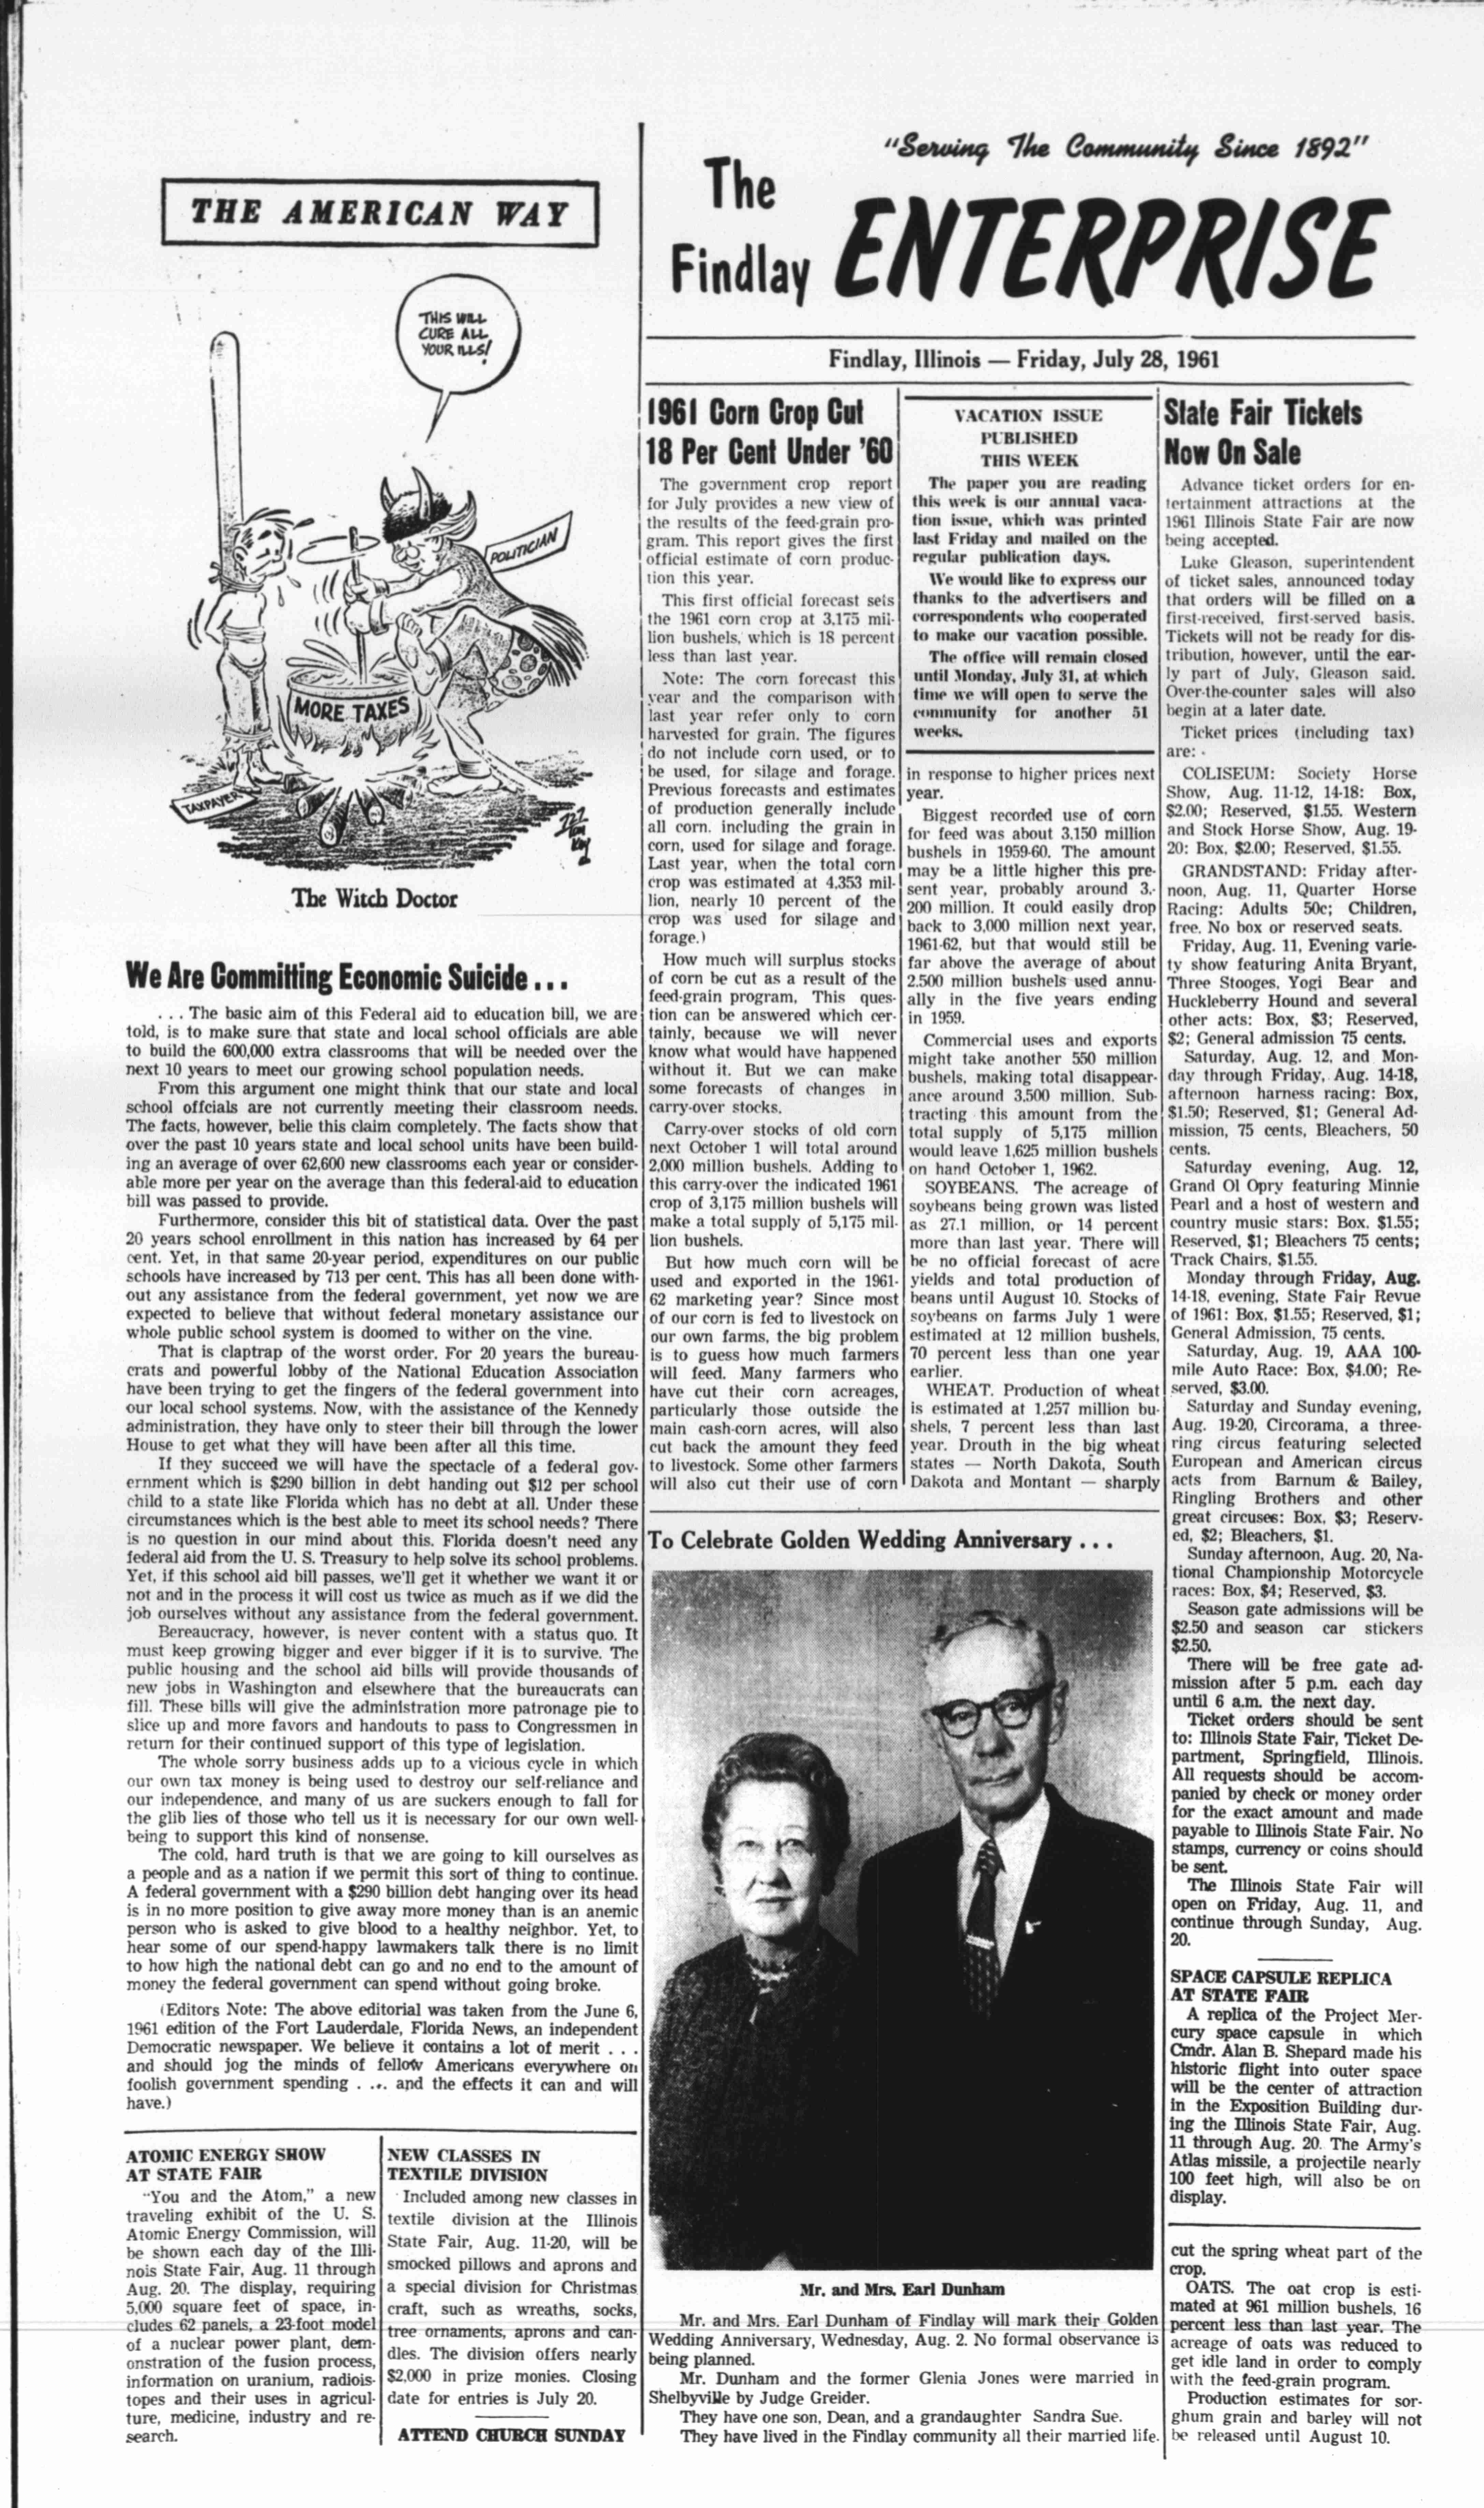 THE AMERICAN WAY
THIS WILL
CURE ALL
YOUR ILLS!
POLITICIAN
MORE TAXES
TAXPAYER
The Witch Doctor
We Are Committing Economic Suicide . . .
. . . The basic aim of this Federal aid to education bill, we are
told, is to make sure that state and local school officials are able
to build the 600,000 extra classrooms that will be needed over the
next 10 years to meet our growing school population needs.
From this argument one might think that our state and local
school offcials are not currently meeting their classroom needs.
The facts, however, belie this claim completely. The facts show that
over the past 10 years state and local school units have been build-
ing an average of over 62,600 new classrooms each year or consider-
able more per year on the average than this federal-aid to education
bill was passed to provide.
Furthermore, consider this bit of statistical data. Over the past
20 years school enrollment in this nation has increased by 64 per
cent. Yet, in that same 20-year period, expenditures on our public
schools have increased by 713 per cent. This has all been done with-
out any assistance from the federal government, yet now we are
expected to believe that without federal monetary assistance our
whole public school system is doomed to wither on the vine.
That is claptrap of the worst order. For 20 years the bureau-
crats and powerful lobby of the National Education Association
have been trying to get the fingers of the federal government into
our local school systems. Now, with the assistance of the Kennedy
administration, they have only to steer their bill through the lower
House to get what they will have been after all this time.
If they succeed we will have the spectacle of a federal gov-
ernment which is $290 billion in debt handing out $12 per school
child to a state like Florida which has no debt at all. Under these
circumstances which is the best able to meet its school needs? There
is no question in our mind about this. Florida doesn't need any
federal aid from the U. S. Treasury to help solve its school problems.
Yet, if this school aid bill passes, we'll get it whether we want it or
not and in the process it will cost us twice as much as if we did the
job ourselves without any assistance from the federal government.
Bereaucracy, however, is never content with a status quo. It
must keep growing bigger and ever bigger if it is to survive. The
public housing and the school aid bills will provide thousands of
new jobs in Washington and elsewhere that the bureaucrats can
fill. These bills will give the administration more patronage pie to
slice up and more favors and handouts to pass to Congressmen in
return for their continued support of this type of legislation.
The whole sorry business adds up to a vicious cycle in which
our own tax money is being used to destroy our self-reliance and
our independence, and many of us are suckers enough to fall for
the glib lies of those who tell us it is necessary for our own well-
being to support this kind of nonsense.
The cold, hard truth is that we are going to kill ourselves as
a people and as a nation if we permit this sort of thing to continue.
A federal government with a $290 billion debt hanging over its head
is in no more position to give away more money than is an anemic
person who is asked to give blood to a healthy neighbor. Yet, to
hear some of our spend-happy lawmakers talk there is no limit
to how high the national debt can go and no end to the amount of
money the federal government can spend without going broke.
(Editors Note: The above editorial was taken from the June 6,
1961 edition of the Fort Lauderdale, Florida News, an independent
Democratic newspaper. We believe it contains a lot of merit . . .
and should jog the minds of fellow Americans everywhere on
foolish government spending . . . and the effects it can and will
have.)
ATOMIC ENERGY SHOW
AT STATE FAIR
"You and the Atom," a new
traveling exhibit of the U. S.
Atomic Energy Commission, will
be shown each day of the Illi-
nois State Fair, Aug. 11 through
Aug. 20. The display, requiring
5,000 square feet of space, in-
cludes 62 panels, a 23-foot model
of a nuclear power plant, dem-
onstration of the fusion process,
information on uranium, radiois-
topes and their uses in agricul-
ture, medicine, industry and re-
search.
NEW CLASSES IN
TEXTILE DIVISION
Included among new classes in
textile division at the Illinois
State Fair, Aug. 11-20, will be
smocked pillows and aprons and
a special division for Christmas
craft, such as wreaths, socks,
tree ornaments, aprons and can-
dles. The division offers nearly
$2,000 in prize monies. Closing
date for entries is July 20.
ATTEND CHURCH SUNDAY
"Serving The Community Since 1892"
The
Findlay ENTERPRISE
Findlay, Illinois — Friday, July 28, 1961
1961 Corn Crop Cut
18 Per Cent Under '60
The government crop report
for July provides a new view of
the results of the feed-grain pro-
gram. This report gives the first
official estimate of corn produc-
tion this year.
This first official forecast sets
the 1961 corn crop at 3,175 mil-
lion bushels, which is 18 percent
less than last year.
Note: The corn forecast this
year and the comparison with
last year refer only to corn
harvested for grain. The figures
do not include corn used, or to
be used, for silage and forage.
Previous forecasts and estimates
of production generally include
all corn. including the grain in
corn, used for silage and forage.
Last year, when the total corn
crop was estimated at 4,353 mil-
lion, nearly 10 percent of the
crop was used for silage and
forage.)
How much will surplus stocks
of corn be cut as a result of the
feed-grain program, This ques-
tion can be answered which cer-
tainly, because we will never
know what would have happened
without it. But we can make
some forecasts of changes in
carry-over stocks.
Carry-over stocks of old corn
next October 1 will total around
2,000 million bushels. Adding to
this carry-over the indicated 1961
crop of 3,175 million bushels will
make a total supply of 5,175 mil-
lion bushels.
But how much corn will be
used and exported in the 1961-
62 marketing year? Since most
of our corn is fed to livestock on
our own farms, the big problem
is to guess how much farmers
will feed. Many farmers who
have cut their corn acreages,
particularly those outside the
main cash-corn acres, will also
cut back the amount they feed
to livestock. Some other farmers
will also cut their use of corn
VACATION ISSUE
PUBLISHED
THIS WEEK
The paper you are reading
this week is our annual vaca-
tion issue, which was printed
last Friday and mailed on the
regular publication days.
We would like to express our
thanks to the advertisers and
correspondents who cooperated
to make our vacation possible.
The office will remain closed
until Monday, July 31, at which
time we will open to serve the
community for another 51
weeks.
in response to higher prices next
year.
Biggest recorded use of corn
for feed was about 3,150 million
bushels in 1959-60. The amount
may be a little higher this pre-
sent year, probably around 3,-
200 million. It could easily drop
back to 3,000 million next year,
1961-62, but that would still be
far above the average of about
2,500 million bushels used annu-
ally in the five years ending
in 1959.
Commercial uses and exports
might take another 550 million
bushels, making total disappear-
ance around 3,500 million. Sub-
tracting this amount from the
total supply of 5,175 million
would leave 1,625 million bushels
on hand October 1, 1962.
SOYBEANS. The acreage of
soybeans being grown was listed
as 27.1 million, or 14 percent
more than last year. There will
be no official forecast of acre
yields and total production of
beans until August 10. Stocks of
soybeans on farms July 1 were
estimated at 12 million bushels,
70 percent less than one year
earlier.
WHEAT. Production of wheat
is estimated at 1,257 million bu-
shels, 7 percent less than last
year. Drouth in the big wheat
states — North Dakota, South
Dakota and Montant — sharply
To Celebrate Golden Wedding Anniversary . . .
Mr. and Mrs. Earl Dunham
Mr. and Mrs. Earl Dunham of Findlay will mark their Golden
Wedding Anniversary, Wednesday, Aug. 2. No formal observance is
being planned.
Mr. Dunham and the former Glenia Jones were married in
Shelbyville by Judge Greider.
They have one son, Dean, and a grandaughter Sandra Sue.
They have lived in the Findlay community all their married life.
State Fair Tickets
Now On Sale
Advance ticket orders for en-
tertainment attractions at the
1961 Illinois State Fair are now
being accepted.
Luke Gleason, superintendent
of ticket sales, announced today
that orders will be filled on a
first-received, first-served basis.
Tickets will not be ready for dis-
tribution, however, until the ear-
ly part of July, Gleason said.
Over-the-counter sales will also
begin at a later date.
Ticket prices (including tax)
are:
COLISEUM: Society Horse
Show, Aug. 11-12, 14-18: Box,
$2.00; Reserved, $1.55. Western
and Stock Horse Show, Aug. 19-
20: Box, $2.00; Reserved, $1.55.
GRANDSTAND: Friday after-
noon, Aug. 11, Quarter Horse
Racing: Adults 50c; Children,
free. No box or reserved seats.
Friday, Aug. 11, Evening varie-
ty show featuring Anita Bryant,
Three Stooges, Yogi Bear and
Huckleberry Hound and several
other acts: Box, $3; Reserved,
$2; General admission 75 cents.
Saturday, Aug. 12, and Mon-
day through Friday, Aug. 14-18,
afternoon harness racing: Box,
$1.50; Reserved, $1; General Ad-
mission, 75 cents, Bleachers, 50
cents.
Saturday evening, Aug. 12,
Grand Ol Opry featuring Minnie
Pearl and a host of western and
country music stars: Box, $1.55;
Reserved, $1; Bleachers 75 cents;
Track Chairs, $1.55.
Monday through Friday, Aug.
14-18, evening, State Fair Revue
of 1961: Box, $1.55; Reserved, $1;
General Admission, 75 cents.
Saturday, Aug. 19, AAA 100-
mile Auto Race: Box, $4.00; Re-
served, $3.00.
Saturday and Sunday evening,
Aug. 19-20, Circorama, a three-
ring circus featuring selected
European and American circus
acts from Barnum & Bailey,
Ringling Brothers and other
great circuses: Box, $3; Reserv-
ed, $2; Bleachers, $1.
Sunday afternoon, Aug. 20, Na-
tional Championship Motorcycle
races: Box, $4; Reserved, $3.
Season gate admissions will be
$2.50 and season car stickers
$2.50.
There will be free gate ad-
mission after 5 p.m. each day
until 6 a.m. the next day.
Ticket orders should be sent
to: Illinois State Fair, Ticket De-
partment, Springfield, Illinois.
All requests should be accom-
panied by check or money order
for the exact amount and made
payable to Illinois State Fair. No
stamps, currency or coins should
be sent.
The Illinois State Fair will
open on Friday, Aug. 11, and
continue through Sunday, Aug.
20.
SPACE CAPSULE REPLICA
AT STATE FAIR
A replica of the Project Mer-
cury space capsule in which
Cmdr. Alan B. Shepard made his
historic flight into outer space
will be the center of attraction
in the Exposition Building dur-
ing the Illinois State Fair, Aug.
11 through Aug. 20. The Army's
Atlas missile, a projectile nearly
100 feet high, will also be on
display.
cut the spring wheat part of the
crop.
OATS. The oat crop is esti-
mated at 961 million bushels, 16
percent less than last year. The
acreage of oats was reduced to
get idle land in order to comply
with the feed-grain program.
Production estimates for sor-
ghum grain and barley will not
be released until August 10.